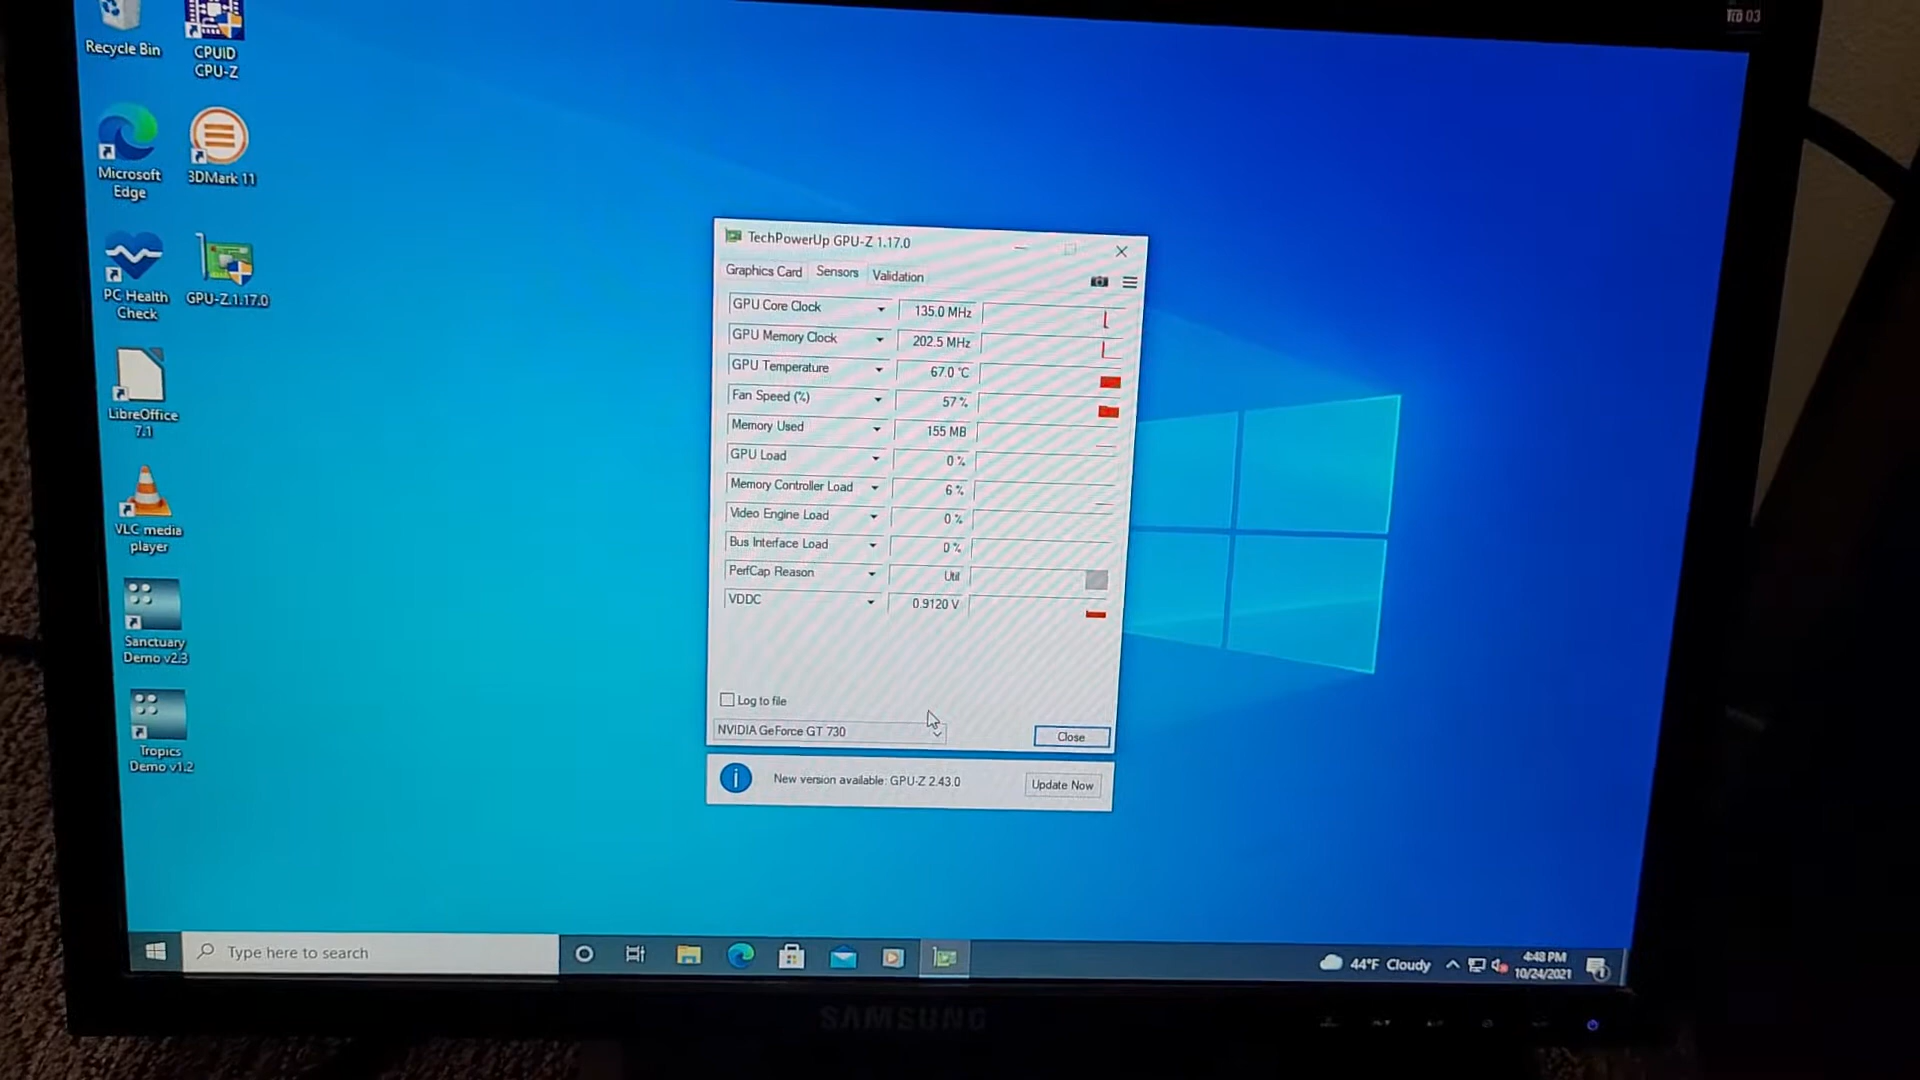 Recycle Bin
CPUID
CPU-Z
Microsoft
Edge
3DMark 11
PC Health
Check
GPU-Z.1.17.0
LibreOffice
7.1
VLC media
player
Sanctuary
Demo v2.3
Tropics
Demo v1.2
TechPowerUp GPU-Z 1.17.0
Graphics Card Sensors Validation
GPU Core Clock 135.0 MHz
GPU Memory Clock 202.5 MHz
GPU Temperature 67.0 °C
Fan Speed (%) 57 %
Memory Used 155 MB
GPU Load 0 %
Memory Controller Load 6 %
Video Engine Load 0 %
Bus Interface Load 0 %
PerfCap Reason Util
VDDC 0.9120 V
Log to file
NVIDIA GeForce GT 730
Close
New version available: GPU-Z 2.43.0
Update Now
Type here to search
44°F Cloudy
4:48 PM
10/24/2021
SAMSUNG